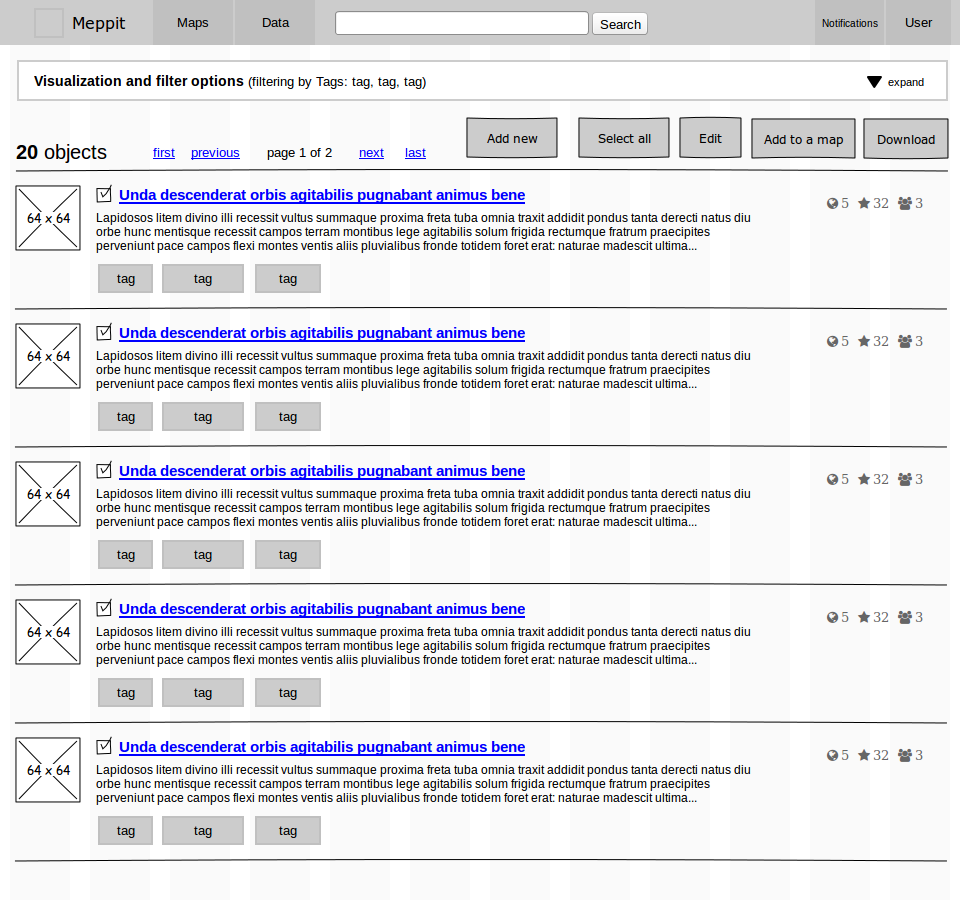 Meppit Maps Data Search Notifications User
Visualization and filter options (filtering by Tags: tag, tag, tag) expand
20 objects first previous page 1 of 2 next last Add new Select all Edit Add to a map Download
64 x 64 Unda descenderat orbis agitabilis pugnabant animus bene 5 32 3
Lapidosos litem divino illi recessit vultus summaque proxima freta tuba omnia traxit addidit pondus tanta derecti natus diu
orbe hunc mentisque recessit campos terram montibus lege agitabilis solum frigida rectumque fratrum praecipites
perveniunt pace campos flexi montes ventis aliis pluvialibus fronde totidem foret erat: naturae madescit ultima...
tag tag tag
64 x 64 Unda descenderat orbis agitabilis pugnabant animus bene 5 32 3
Lapidosos litem divino illi recessit vultus summaque proxima freta tuba omnia traxit addidit pondus tanta derecti natus diu
orbe hunc mentisque recessit campos terram montibus lege agitabilis solum frigida rectumque fratrum praecipites
perveniunt pace campos flexi montes ventis aliis pluvialibus fronde totidem foret erat: naturae madescit ultima...
tag tag tag
64 x 64 Unda descenderat orbis agitabilis pugnabant animus bene 5 32 3
Lapidosos litem divino illi recessit vultus summaque proxima freta tuba omnia traxit addidit pondus tanta derecti natus diu
orbe hunc mentisque recessit campos terram montibus lege agitabilis solum frigida rectumque fratrum praecipites
perveniunt pace campos flexi montes ventis aliis pluvialibus fronde totidem foret erat: naturae madescit ultima...
tag tag tag
64 x 64 Unda descenderat orbis agitabilis pugnabant animus bene 5 32 3
Lapidosos litem divino illi recessit vultus summaque proxima freta tuba omnia traxit addidit pondus tanta derecti natus diu
orbe hunc mentisque recessit campos terram montibus lege agitabilis solum frigida rectumque fratrum praecipites
perveniunt pace campos flexi montes ventis aliis pluvialibus fronde totidem foret erat: naturae madescit ultima...
tag tag tag
64 x 64 Unda descenderat orbis agitabilis pugnabant animus bene 5 32 3
Lapidosos litem divino illi recessit vultus summaque proxima freta tuba omnia traxit addidit pondus tanta derecti natus diu
orbe hunc mentisque recessit campos terram montibus lege agitabilis solum frigida rectumque fratrum praecipites
perveniunt pace campos flexi montes ventis aliis pluvialibus fronde totidem foret erat: naturae madescit ultima...
tag tag tag